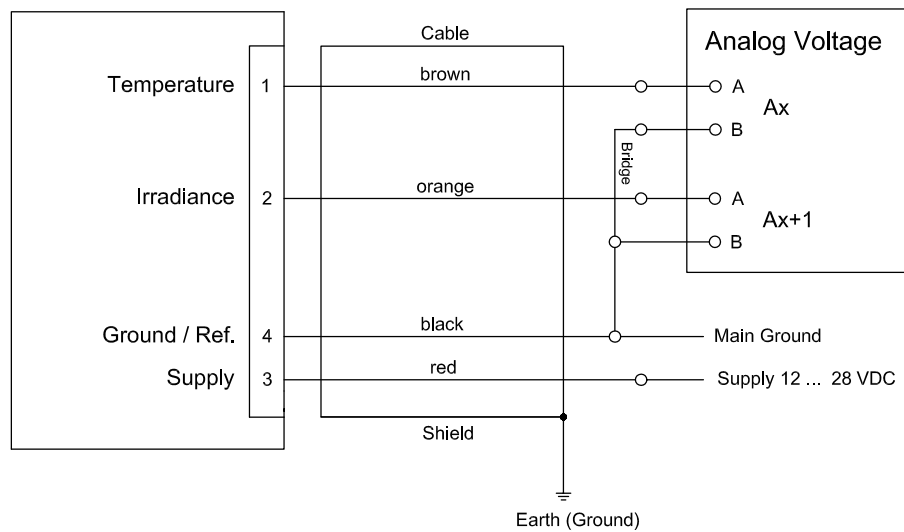 Cable
Analog Voltage
Temperature 1 brown A
Ax
B
Bridge
Irradiance 2 orange A
Ax+1
B
Ground / Ref. 4 black Main Ground
Supply 3 red Supply 12 ... 28 VDC
Shield
Earth (Ground)